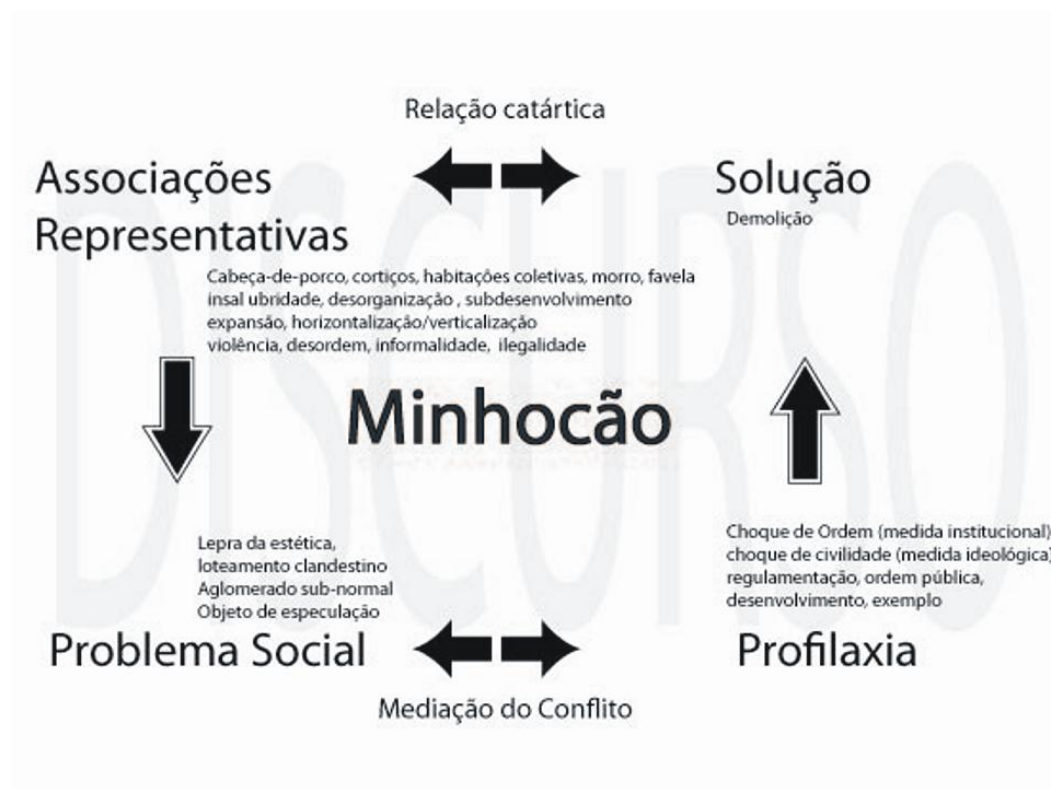 DISCURSO
Relação catártica
Associações
Representativas
Solução
Demolição
Cabeça-de-porco, cortiços, habitações coletivas, morro, favela
insal ubridade, desorganização , subdesenvolvimento
expansão, horizontalização/verticalização
violência, desordem, informalidade, ilegalidade
Minhocão
Lepra da estética,
loteamento clandestino
Aglomerado sub-normal
Objeto de especulação
Problema Social
Choque de Ordem (medida institucional)
choque de civilidade (medida ideológica)
regulamentação, ordem pública,
desenvolvimento, exemplo
Profilaxia
Mediação do Conflito